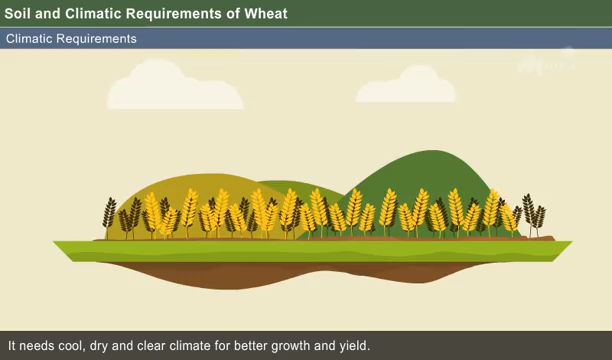 Soil and Climatic Requirements of Wheat
Climatic Requirements
It needs cool, dry and clear climate for better growth and yield.